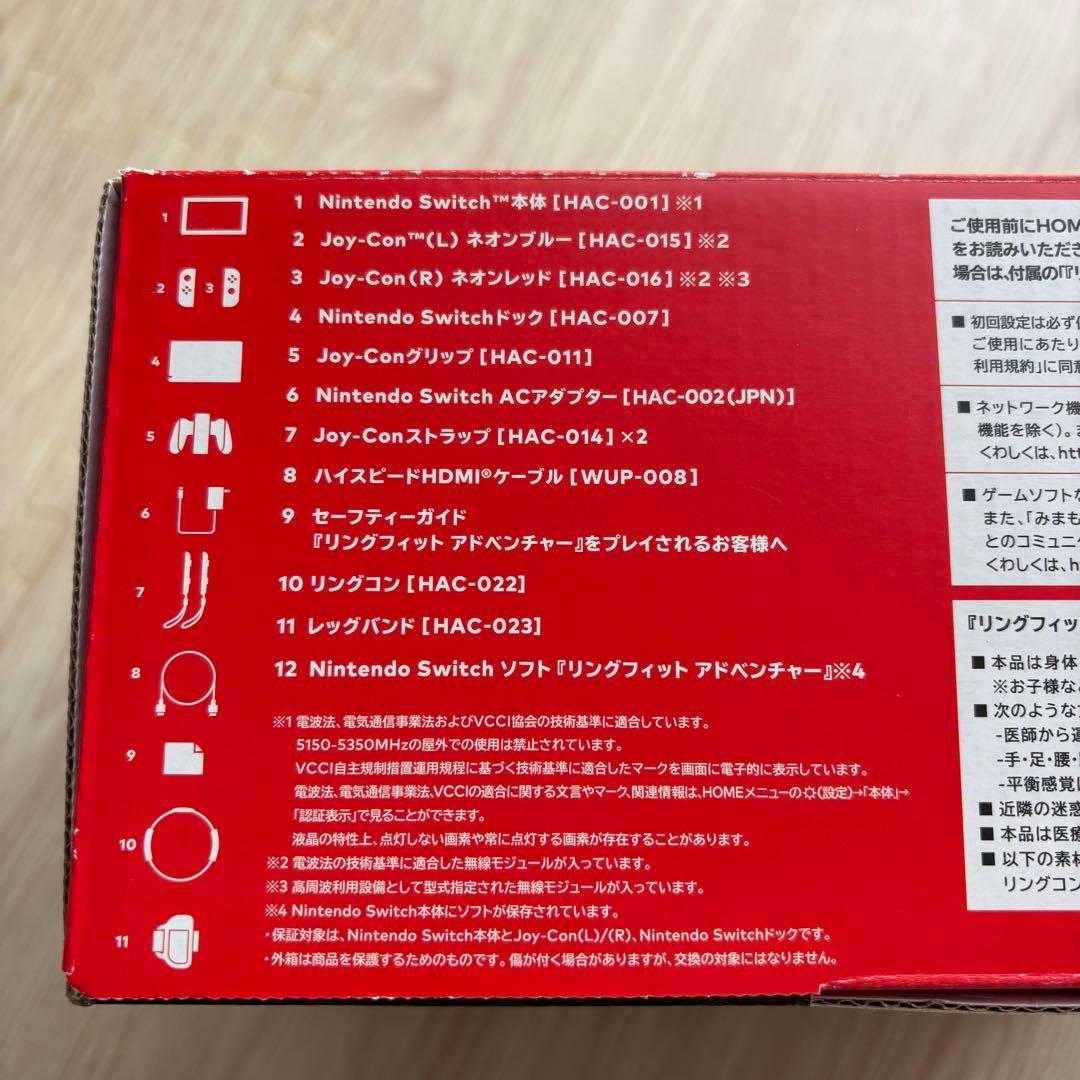 1 Nintendo Switch™本体 [HAC-001] ※1
2 Joy-Con™(L) ネオンブルー [HAC-015] ※2
3 Joy-Con(R) ネオンレッド [HAC-016] ※2 ※3
4 Nintendo Switchドック [HAC-007]
5 Joy-Conグリップ [HAC-011]
6 Nintendo Switch ACアダプター [HAC-002(JPN)]
7 Joy-Conストラップ [HAC-014] ×2
8 ハイスピードHDMI®ケーブル [WUP-008]
9 セーフティーガイド
『リングフィット アドベンチャー』をプレイされるお客様へ
10 リングコン [HAC-022]
11 レッグバンド [HAC-023]
12 Nintendo Switch ソフト『リングフィット アドベンチャー』※4
※1 電波法、電気通信事業法およびVCCI協会の技術基準に適合しています。
5150-5350MHzの屋外での使用は禁止されています。
VCCI自主規制措置運用規程に基づく技術基準に適合したマークを画面に電子的に表示しています。
電波法、電気通信事業法、VCCIの適合に関する文言やマーク、関連情報は、HOMEメニューの(設定)→「本体」→
「認証表示」で見ることができます。
液晶の特性上、点灯しない画素や常に点灯する画素が存在することがあります。
※2 電波法の技術基準に適合した無線モジュールが入っています。
※3 高周波利用設備として型式指定された無線モジュールが入っています。
※4 Nintendo Switch本体にソフトが保存されています。
・保証対象は、Nintendo Switch本体とJoy-Con(L)/(R)、Nintendo Switchドックです。
・外箱は商品を保護するためのものです。傷が付く場合がありますが、交換の対象にはなりません。
1
2 3
4
5
6
7
8
9
10
11
ご使用前にHOM
をお読みいただき
場合は、付属の『リ
■ 初回設定は必ず
ご使用にあたり
利用規約」に同意
■ ネットワーク機
機能を除く)。ま
くわしくは、htt
■ ゲームソフトな
また、「みまも
とのコミュニケ
くわしくは、h
『リングフィッ
■ 本品は身体
※お子様な
■ 次のような
-医師から運
-手・足・腰・
-平衡感覚に
■ 近隣の迷惑
■ 本品は医療
■ 以下の素材
リングコン